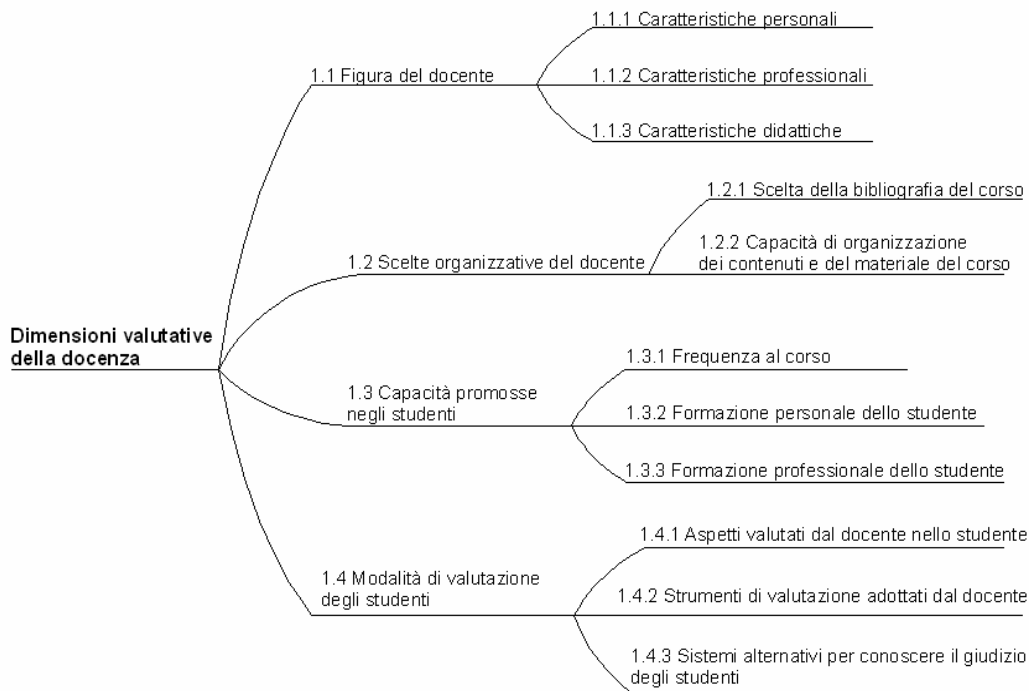 Dimensioni valutative
della docenza
1.1 Figura del docente
1.1.1 Caratteristiche personali
1.1.2 Caratteristiche professionali
1.1.3 Caratteristiche didattiche
1.2 Scelte organizzative del docente
1.2.1 Scelta della bibliografia del corso
1.2.2 Capacità di organizzazione
dei contenuti e del materiale del corso
1.3 Capacità promosse
negli studenti
1.3.1 Frequenza al corso
1.3.2 Formazione personale dello studente
1.3.3 Formazione professionale dello studente
1.4 Modalità di valutazione
degli studenti
1.4.1 Aspetti valutati dal docente nello studente
1.4.2 Strumenti di valutazione adottati dal docente
1.4.3 Sistemi alternativi per conoscere il giudizio
degli studenti